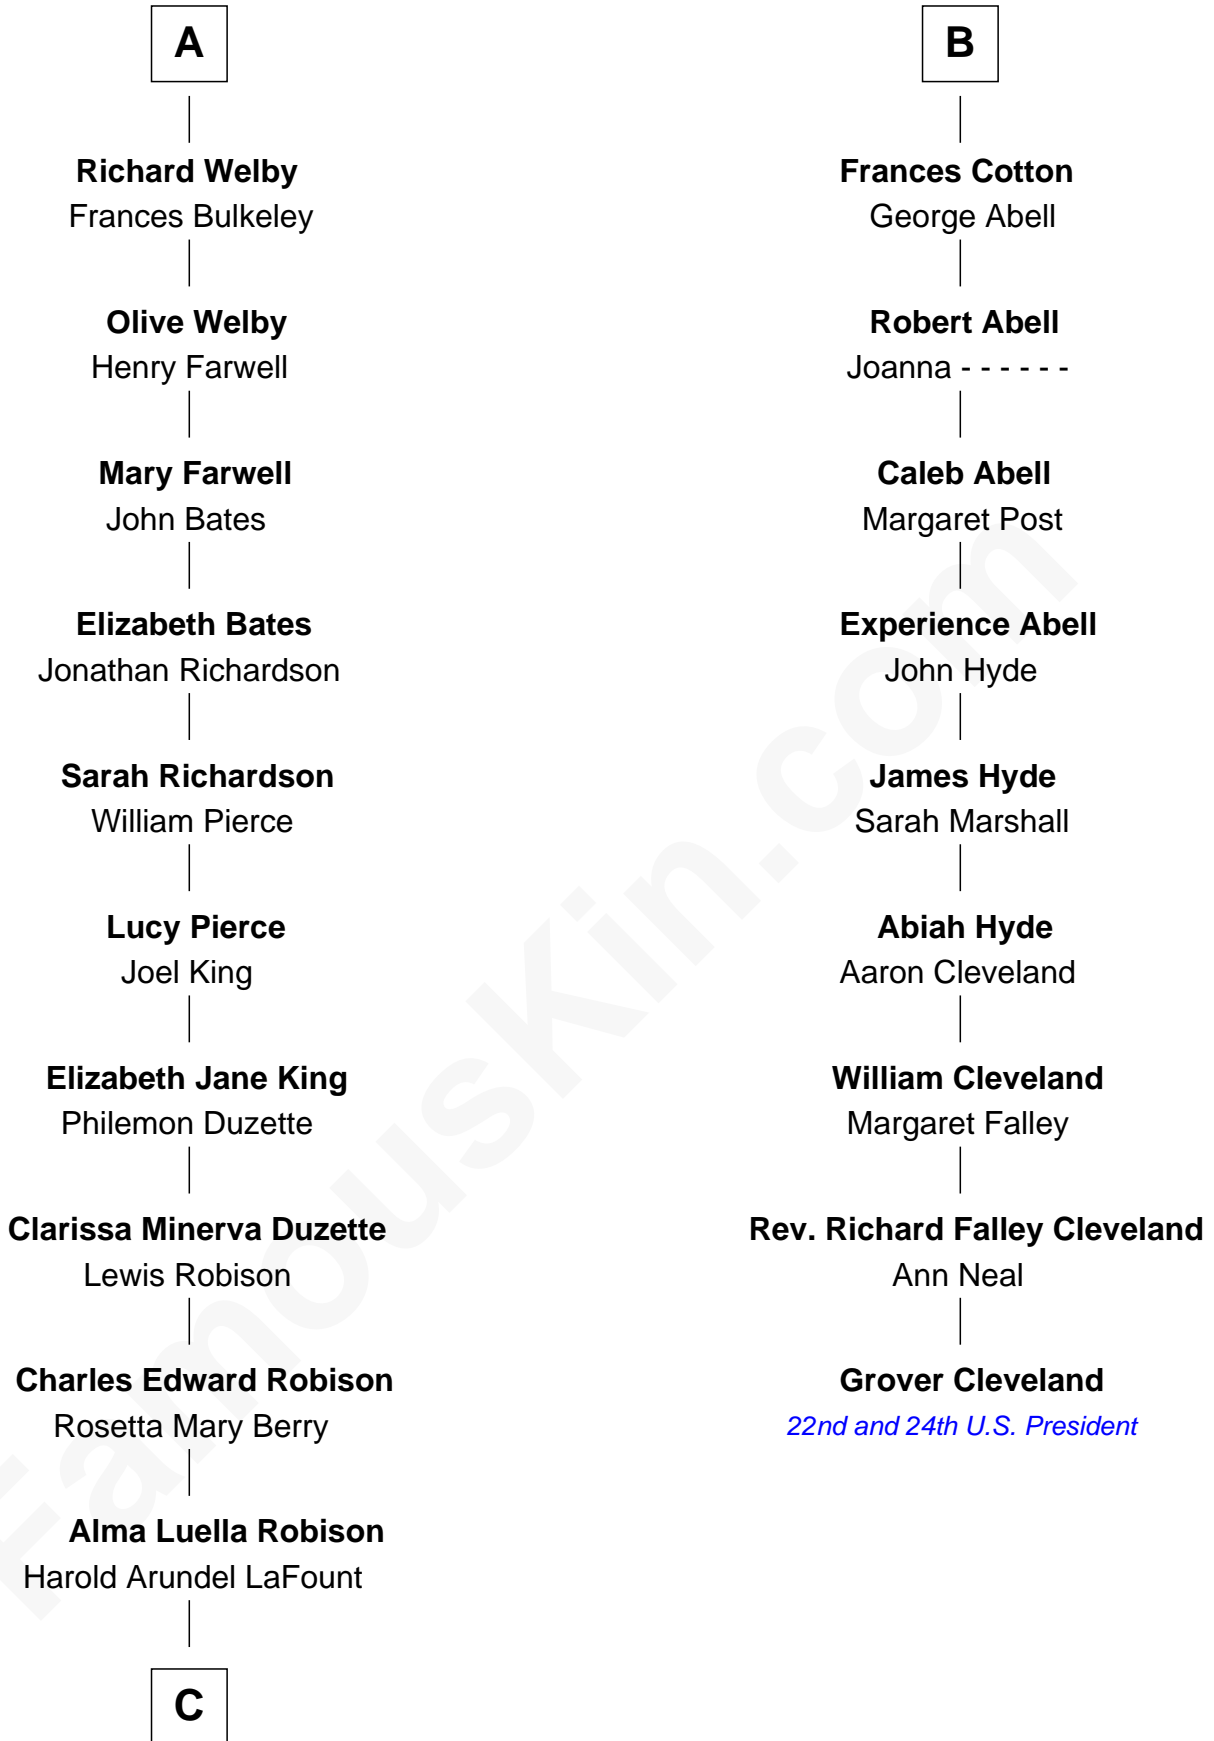 A
Richard Welby
Frances Bulkeley
Olive Welby
Henry Farwell
Mary Farwell
John Bates
Elizabeth Bates
Jonathan Richardson
Sarah Richardson
William Pierce
Lucy Pierce
Joel King
Elizabeth Jane King
Philemon Duzette
Clarissa Minerva Duzette
Lewis Robison
Charles Edward Robison
Rosetta Mary Berry
Alma Luella Robison
Harold Arundel LaFount
C
B
Frances Cotton
George Abell
Robert Abell
Joanna - - - - - -
Caleb Abell
Margaret Post
Experience Abell
John Hyde
James Hyde
Sarah Marshall
Abiah Hyde
Aaron Cleveland
William Cleveland
Margaret Falley
Rev. Richard Falley Cleveland
Ann Neal
Grover Cleveland
22nd and 24th U.S. President
FamousKin.com